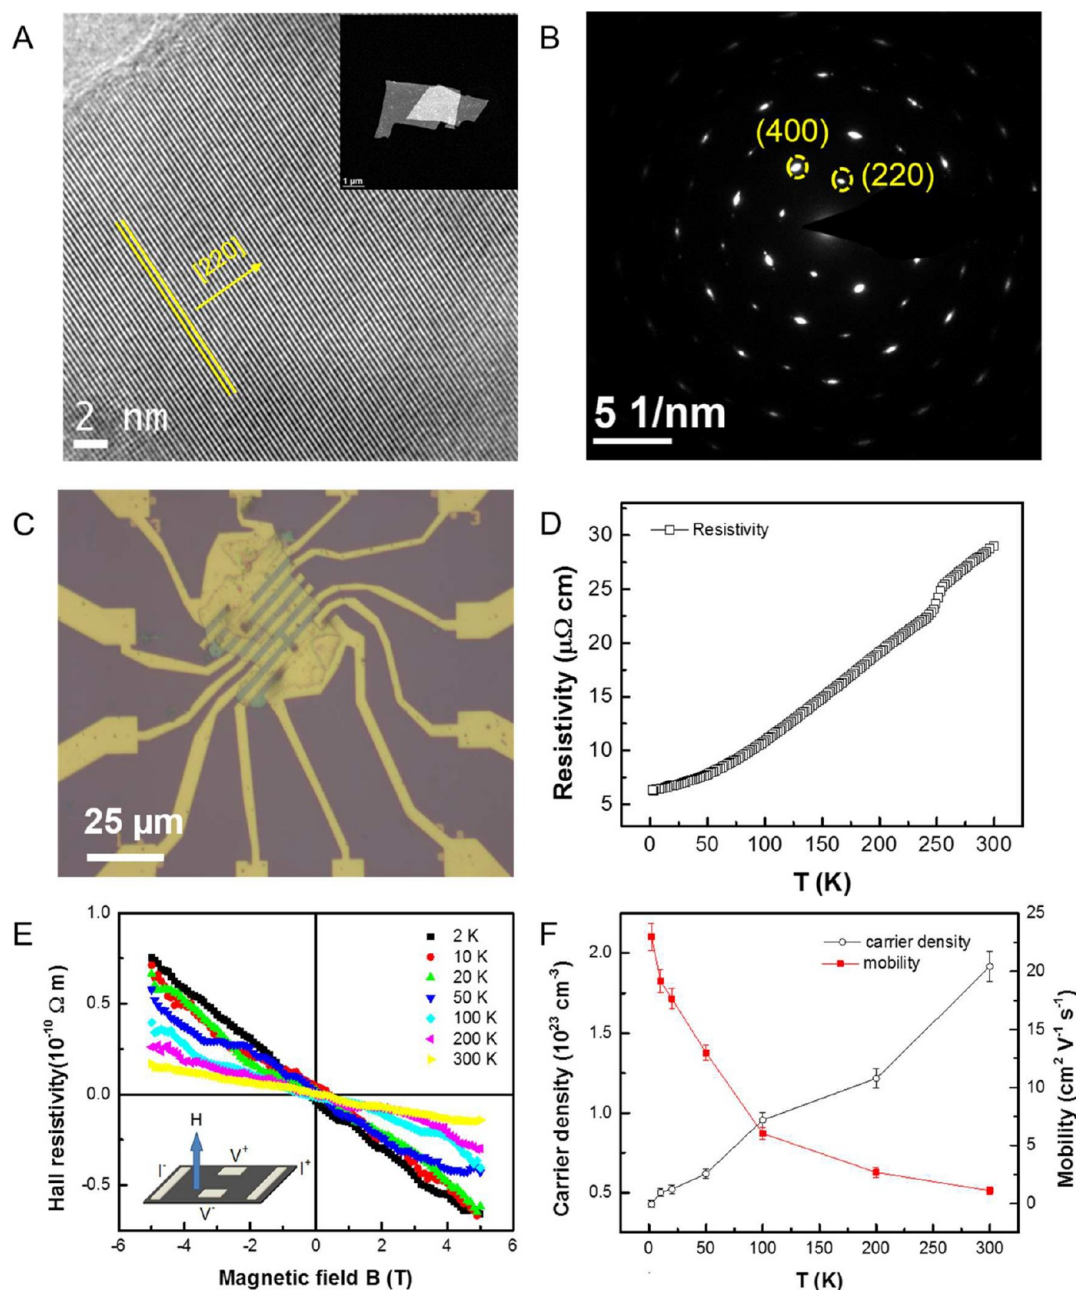 A
[220]
2 nm
1 µm
B
(400)
(220)
5 1/nm
C
3
3
25 µm
D
Resistivity
Resistivity (µΩ cm)
30
25
20
15
10
5
0 50 100 150 200 250 300
T (K)
E
Hall resistivity(10⁻¹⁰ Ω m)
1.0
0.5
0.0
-0.5
2 K
10 K
20 K
50 K
100 K
200 K
300 K
H
I⁻ V⁺ I⁺
V⁻
-6 -4 -2 0 2 4 6
Magnetic field B (T)
F
carrier density
mobility
Carrier density (10²³ cm⁻³)
2.0
1.5
1.0
0.5
25
20
15
10
5
0
Mobility (cm² V⁻¹ s⁻¹)
0 50 100 150 200 250 300
T (K)